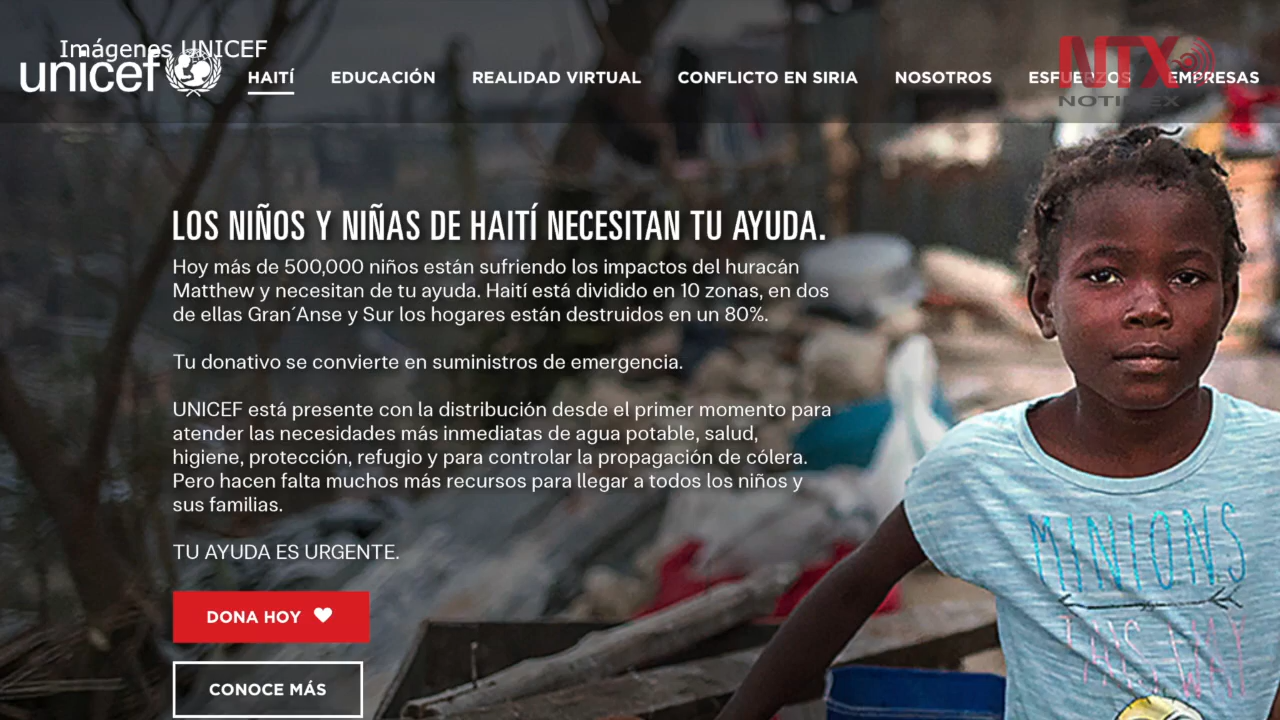 Imágenes UNICEF
unicef
HAITÍ EDUCACIÓN REALIDAD VIRTUAL CONFLICTO EN SIRIA NOSOTROS ESFUERZOS EMPRESAS
NTX
NOTIMEX
LOS NIÑOS Y NIÑAS DE HAITÍ NECESITAN TU AYUDA.
Hoy más de 500,000 niños están sufriendo los impactos del huracán
Matthew y necesitan de tu ayuda. Haití está dividido en 10 zonas, en dos
de ellas Gran´Anse y Sur los hogares están destruidos en un 80%.
Tu donativo se convierte en suministros de emergencia.
UNICEF está presente con la distribución desde el primer momento para
atender las necesidades más inmediatas de agua potable, salud,
higiene, protección, refugio y para controlar la propagación de cólera.
Pero hacen falta muchos más recursos para llegar a todos los niños y
sus familias.
TU AYUDA ES URGENTE.
DONA HOY
CONOCE MÁS
MINIONS
THIS WAY